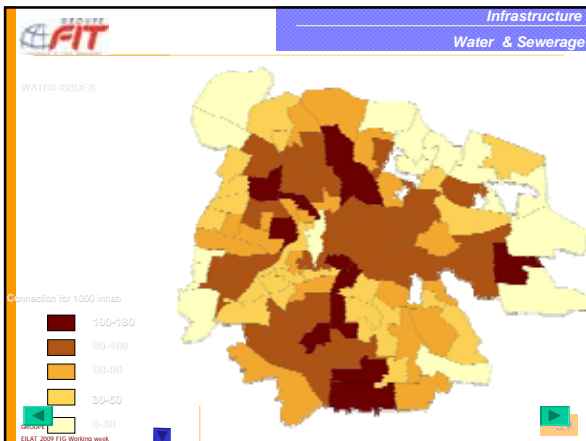 Infrastructure
Water & Sewerage
GROUPE
FIT
WATER ISSUES
Connection for 1000 inhab
100-160
80-100
60-80
30-60
0-30
GROUPE
EILAT 2009 FIG Working week